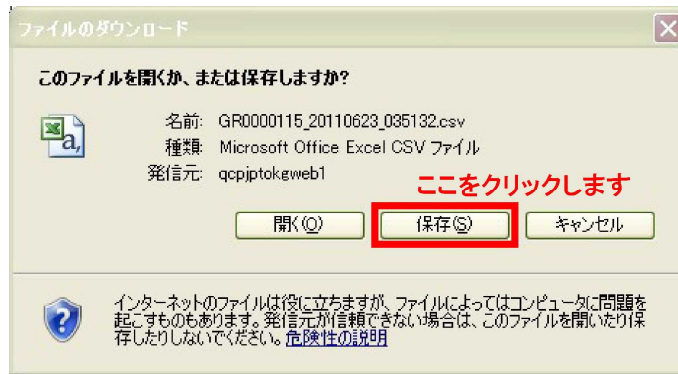 ファイルのダウンロード
このファイルを開くか、または保存しますか?
名前: GR0000115_20110623_035132.csv
種類: Microsoft Office Excel CSV ファイル
発信元: qcpjptokgweb1
ここをクリックします
開く(O) 保存(S) キャンセル
インターネットのファイルは役に立ちますが、ファイルによってはコンピュータに問題を
起こすものもあります。発信元が信頼できない場合は、このファイルを開いたり保
存したりしないでください。危険性の説明